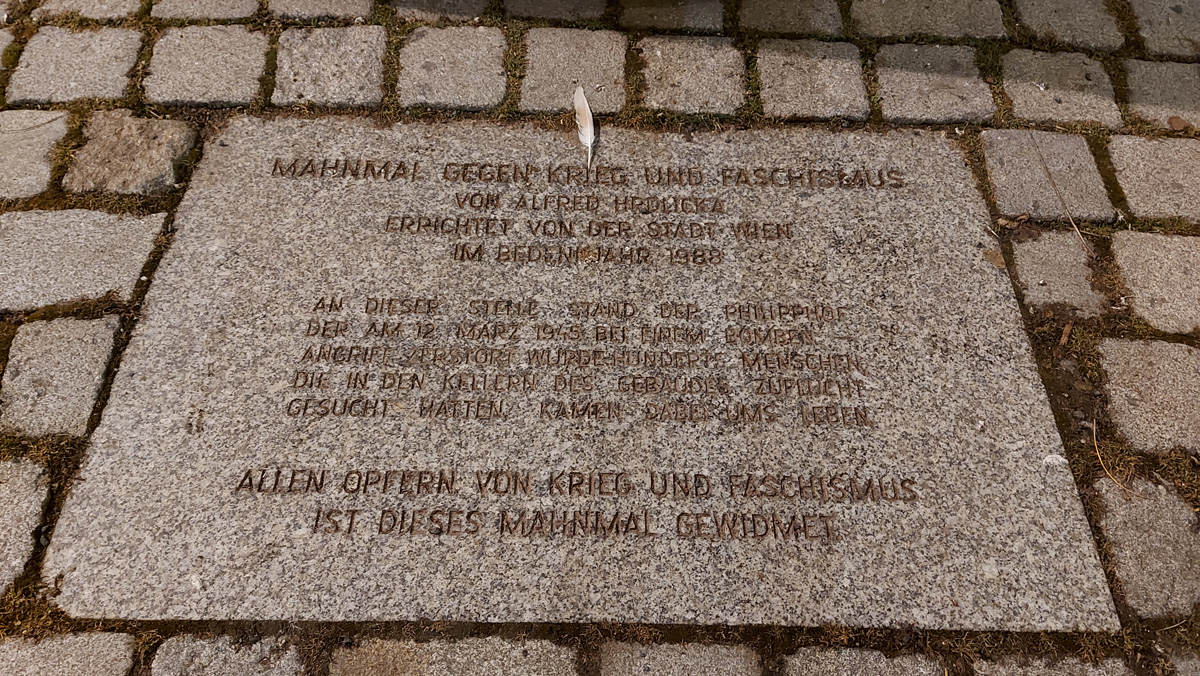 MAHNMAL GEGEN KRIEG UND FASCHISMUS
VON ALFRED HRDLICKA
ERRICHTET VON DER STADT WIEN
IM BEDENKJAHR 1988
AN DIESER STELLE STAND DER PHILIPPHOF
DER AM 12. MÄRZ 1945 BEI EINEM BOMBEN –
ANGRIFF ZERSTÖRT WURDE. HUNDERTE MENSCHEN,
DIE IN DEN KELLERN DES GEBÄUDES ZUFLUCHT
GESUCHT HATTEN, KAMEN DABEI UMS LEBEN.
ALLEN OPFERN VON KRIEG UND FASCHISMUS
IST DIESES MAHNMAL GEWIDMET.